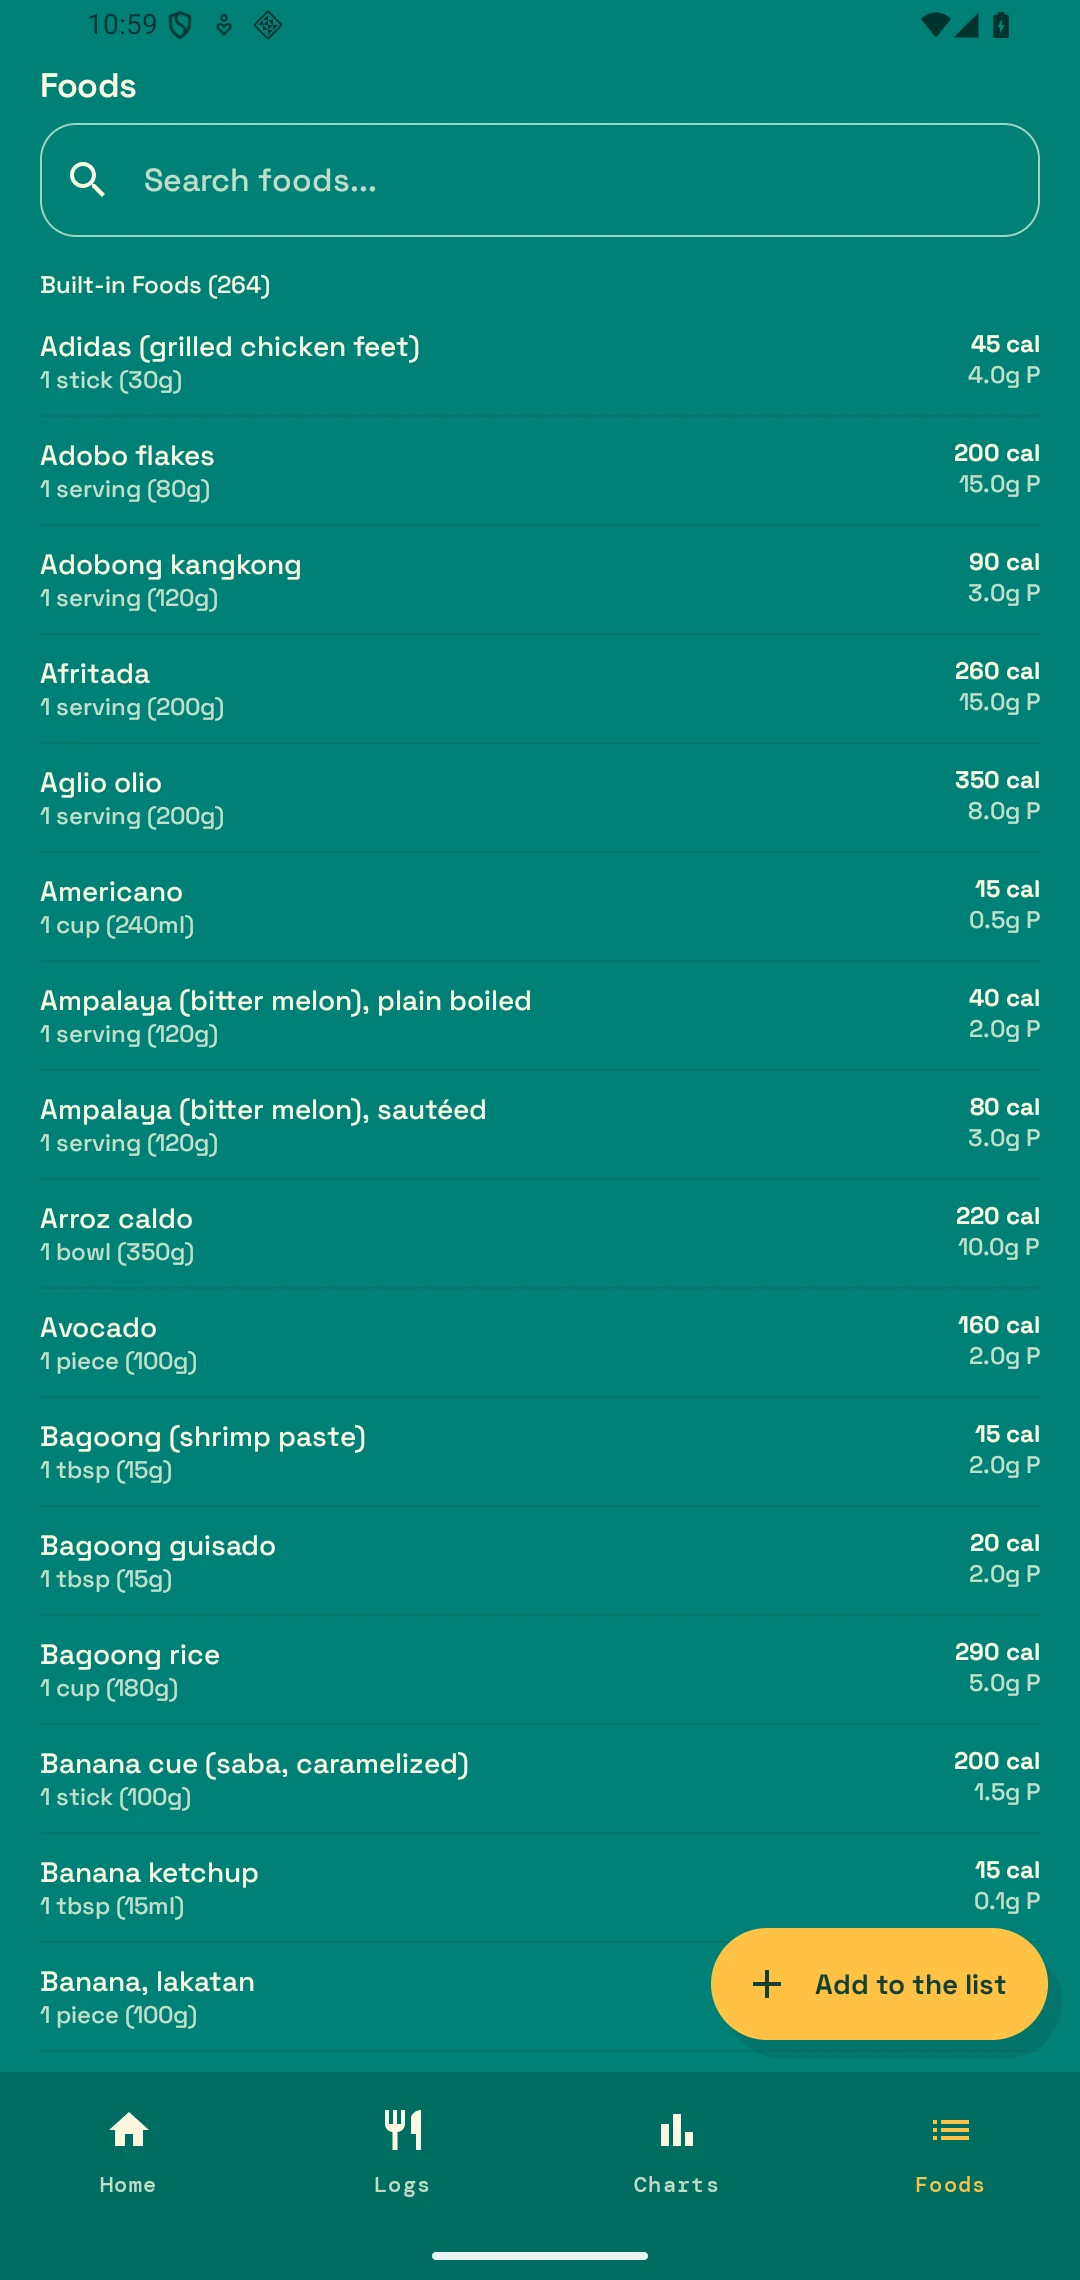 10:59
Foods
Search foods...
Built-in Foods (264)
Adidas (grilled chicken feet)
45 cal
1 stick (30g)
4.0g P
Adobo flakes
200 cal
1 serving (80g)
15.0g P
Adobong kangkong
90 cal
1 serving (120g)
3.0g P
Afritada
260 cal
1 serving (200g)
15.0g P
Aglio olio
350 cal
1 serving (200g)
8.0g P
Americano
15 cal
1 cup (240ml)
0.5g P
Ampalaya (bitter melon), plain boiled
40 cal
1 serving (120g)
2.0g P
Ampalaya (bitter melon), sautéed
80 cal
1 serving (120g)
3.0g P
Arroz caldo
220 cal
1 bowl (350g)
10.0g P
Avocado
160 cal
1 piece (100g)
2.0g P
Bagoong (shrimp paste)
15 cal
1 tbsp (15g)
2.0g P
Bagoong guisado
20 cal
1 tbsp (15g)
2.0g P
Bagoong rice
290 cal
1 cup (180g)
5.0g P
Banana cue (saba, caramelized)
200 cal
1 stick (100g)
1.5g P
Banana ketchup
15 cal
1 tbsp (15ml)
0.1g P
Banana, lakatan
1 piece (100g)
Add to the list
Home
Logs
Charts
Foods